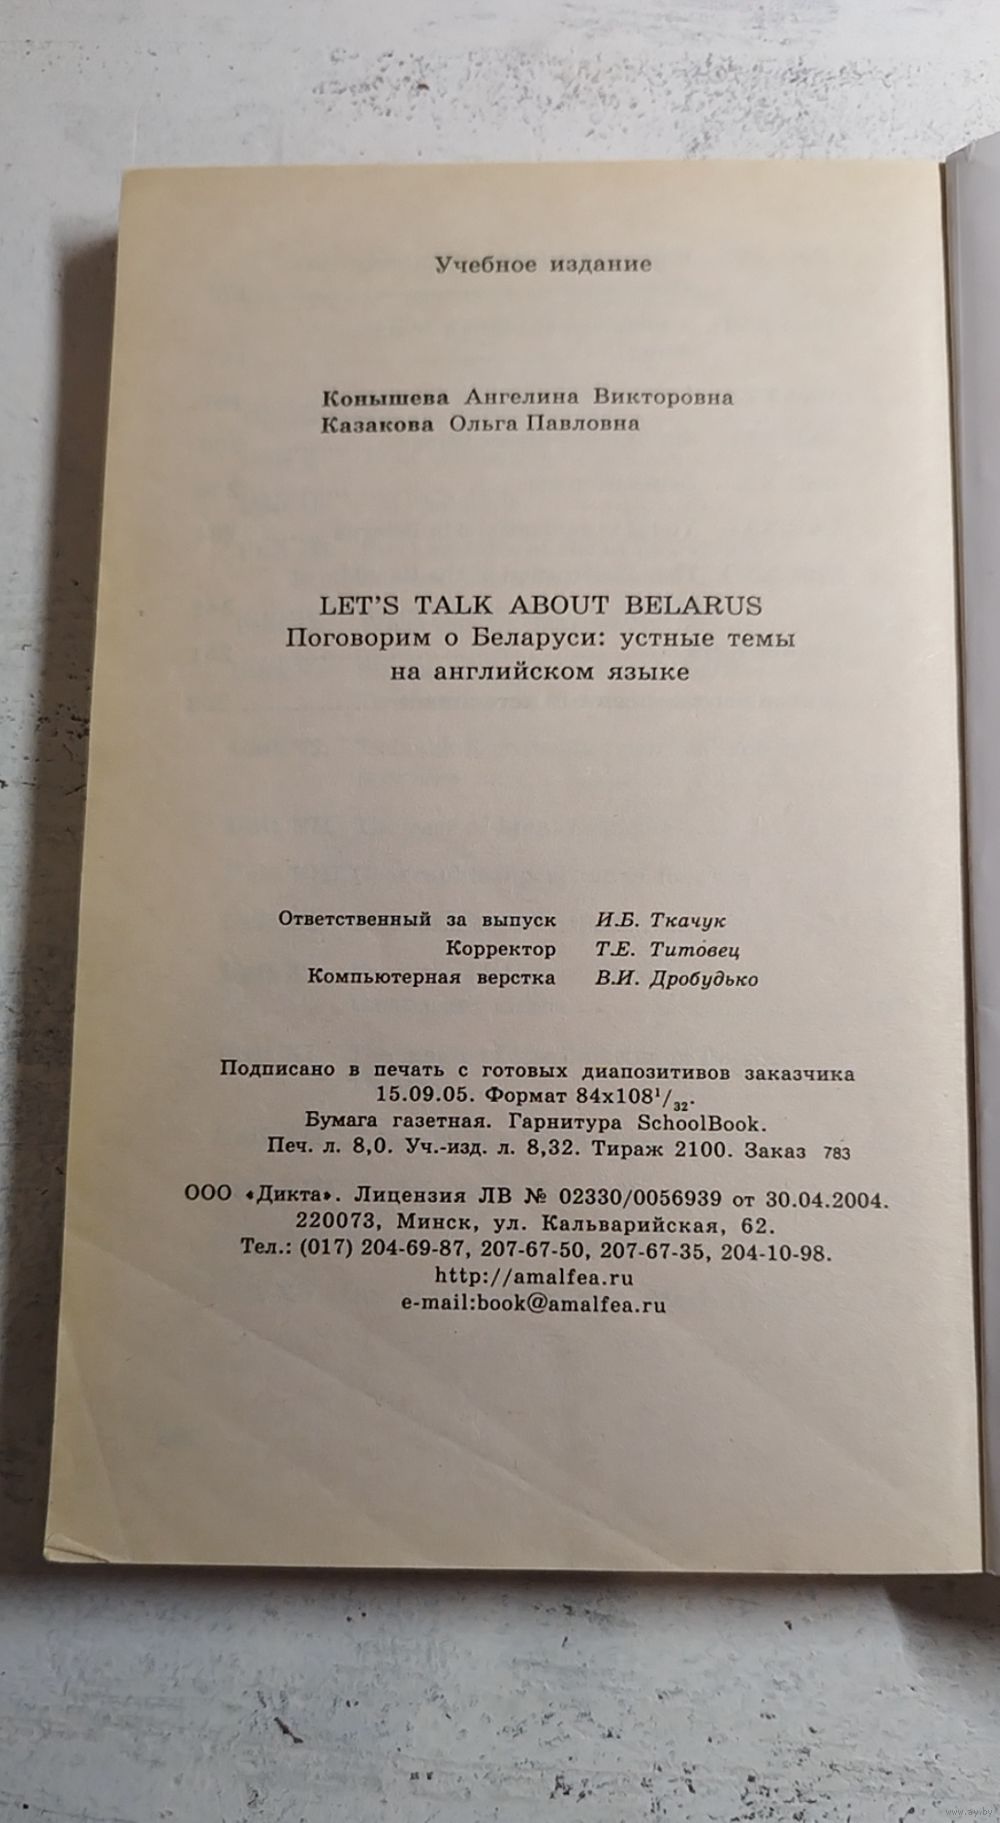 Учебное издание
Конышева Ангелина Викторовна
Казакова Ольга Павловна
LET'S TALK ABOUT BELARUS
Поговорим о Беларуси: устные темы
на английском языке
Ответственный за выпуск И.Б. Ткачук
Корректор Т.Е. Титовец
Компьютерная верстка В.И. Дробудько
Подписано в печать с готовых диапозитивов заказчика
15.09.05. Формат 84х108¹/₃₂.
Бумага газетная. Гарнитура SchoolBook.
Печ. л. 8,0. Уч.-изд. л. 8,32. Тираж 2100. Заказ 783
ООО «Дикта». Лицензия ЛВ № 02330/0056939 от 30.04.2004.
220073, Минск, ул. Кальварийская, 62.
Тел.: (017) 204-69-87, 207-67-50, 207-67-35, 204-10-98.
http://amalfea.ru
e-mail:book@amalfea.ru
www.ay.by